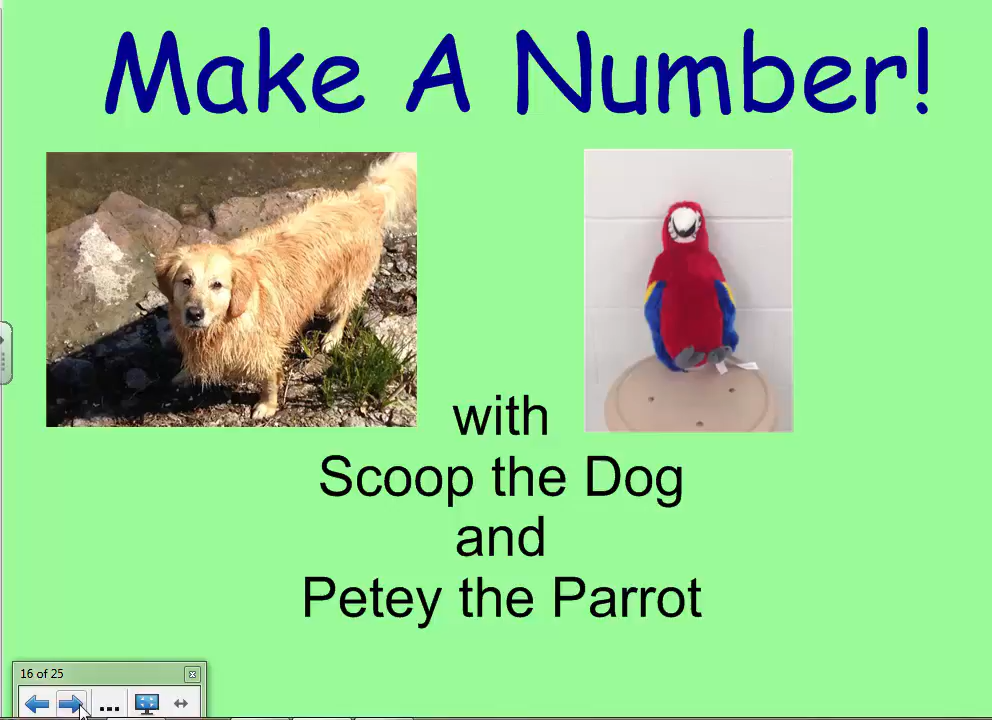 Make A Number!
with
Scoop the Dog
and
Petey the Parrot
16 of 25